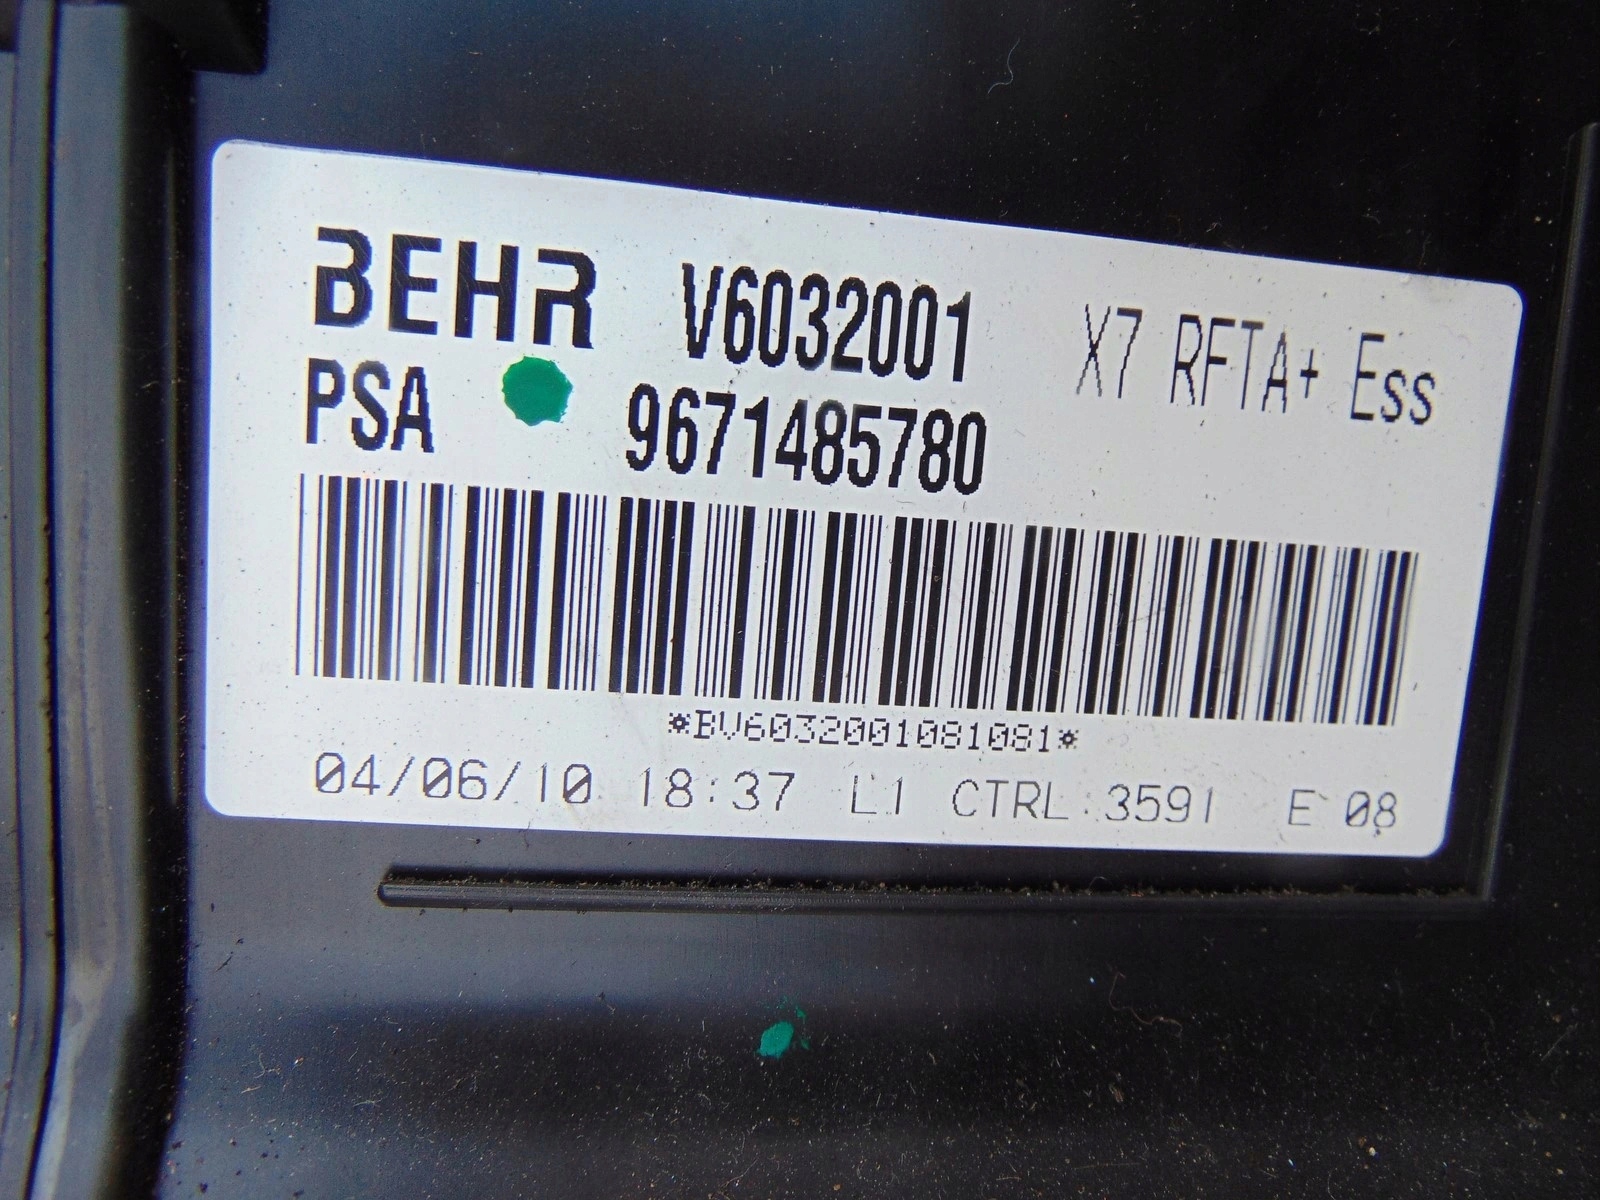 BEHR V6032001 X7 RFTA+ Ess
PSA 9671485780
*BV6032001081081*
04/06/10 18:37 L1 CTRL 3591 E 08